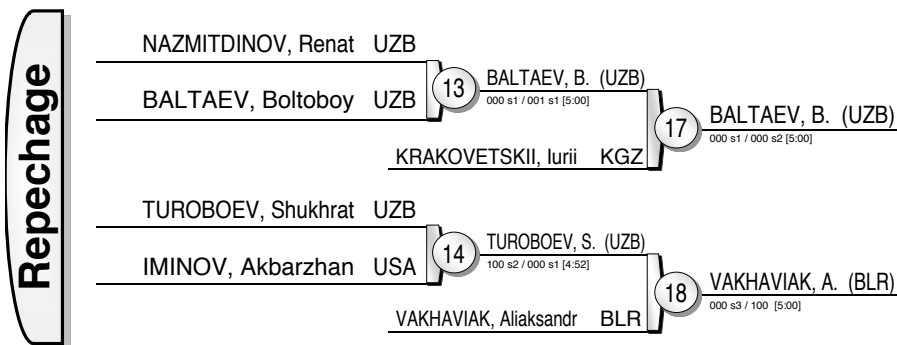 Repechage
NAZMITDINOV, Renat UZB
BALTAEV, Boltoboy UZB
13
BALTAEV, B. (UZB)
000 s1 / 001 s1 [5:00]
KRAKOVETSKII, Iurii KGZ
17
BALTAEV, B. (UZB)
000 s1 / 000 s2 [5:00]
TUROBOEV, Shukhrat UZB
IMINOV, Akbarzhan USA
14
TUROBOEV, S. (UZB)
100 s2 / 000 s1 [4:52]
VAKHAVIAK, Aliaksandr BLR
18
VAKHAVIAK, A. (BLR)
000 s3 / 100 [5:00]